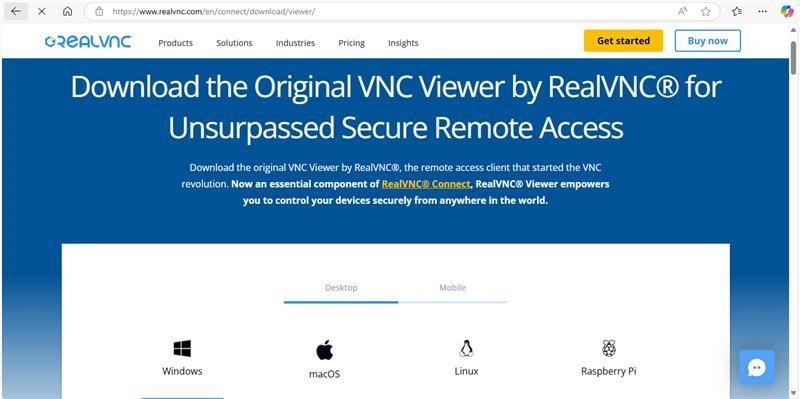 https://www.realvnc.com/en/connect/download/viewer/
REALVNC Products Solutions Industries Pricing Insights Get started Buy now
Download the Original VNC Viewer by RealVNC® for
Unsurpassed Secure Remote Access
Download the original VNC Viewer by RealVNC®, the remote access client that started the VNC
revolution. Now an essential component of RealVNC® Connect, RealVNC® Viewer empowers
you to control your devices securely from anywhere in the world.
Desktop Mobile
Windows macOS Linux Raspberry Pi